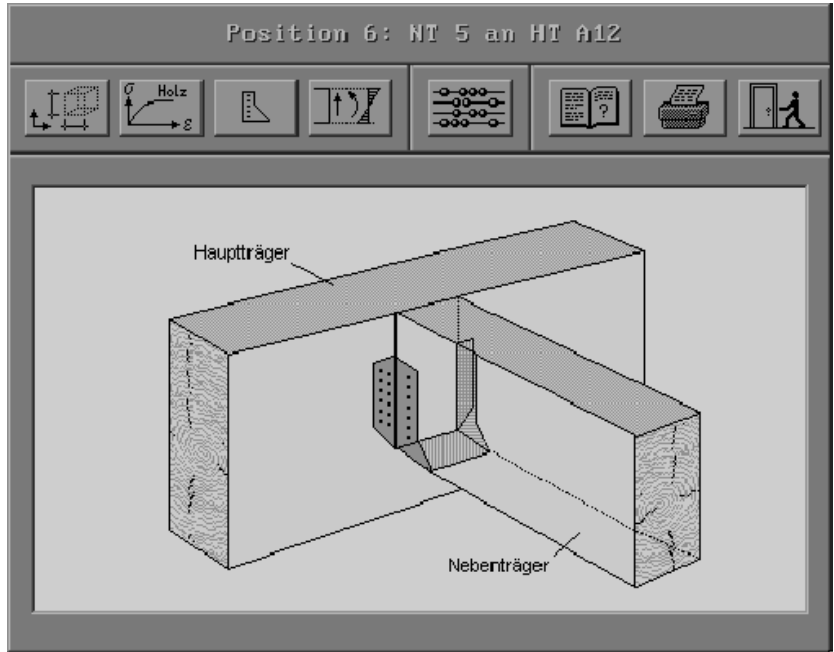 Position 6: NT 5 an HT A12
σ Holz
ε
?
Hauptträger
Nebenträger